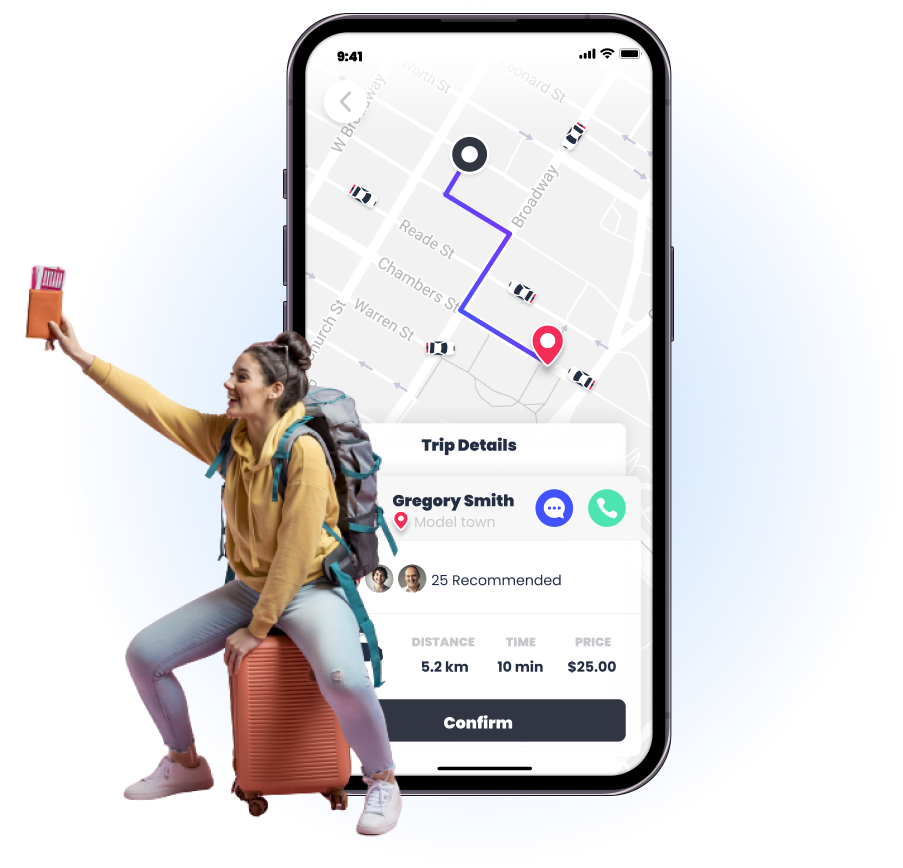 9:41
Worth St
Leonard St
W Broadway
Broadway
Reade St
Chambers St
Warren St
Church St
Trip Details
Gregory Smith
Model town
25 Recommended
DISTANCE TIME PRICE
5.2 km 10 min $25.00
Confirm